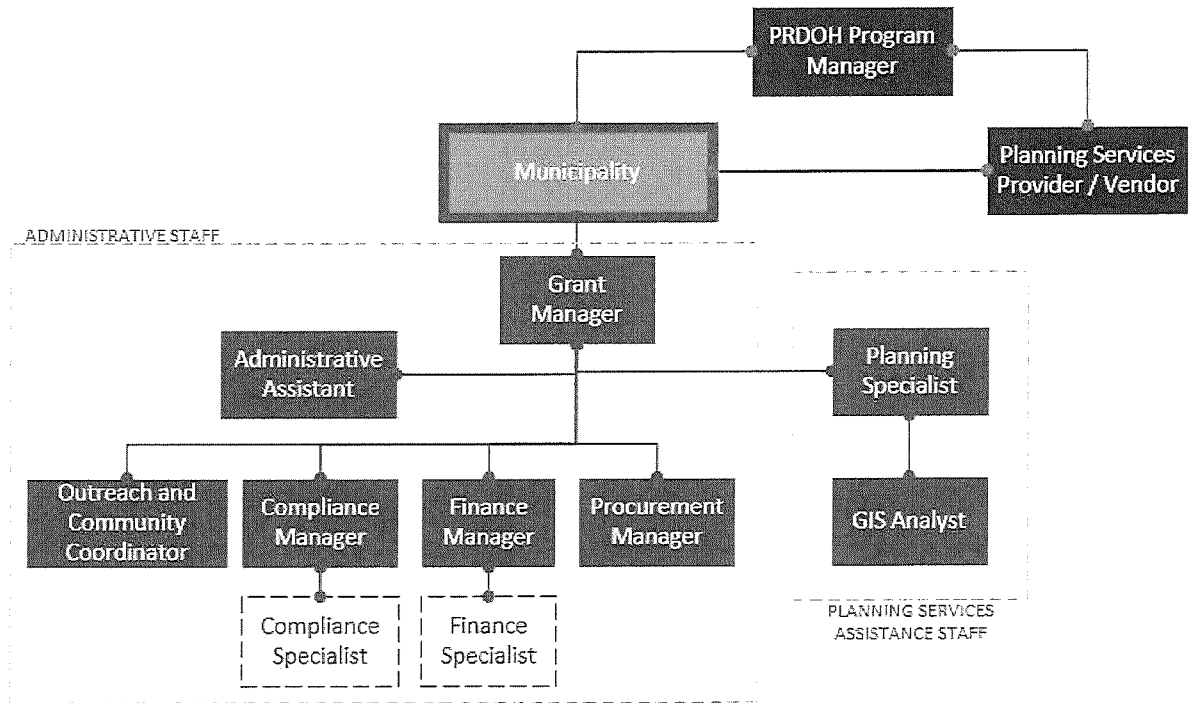 PRDOH Program
Manager
Municipality
Planning Services
Provider / Vendor
ADMINISTRATIVE STAFF
Grant
Manager
Administrative
Assistant
Planning
Specialist
Outreach and
Community
Coordinator
Compliance
Manager
Finance
Manager
Procurement
Manager
GIS Analyst
Compliance
Specialist
Finance
Specialist
PLANNING SERVICES
ASSISTANCE STAFF